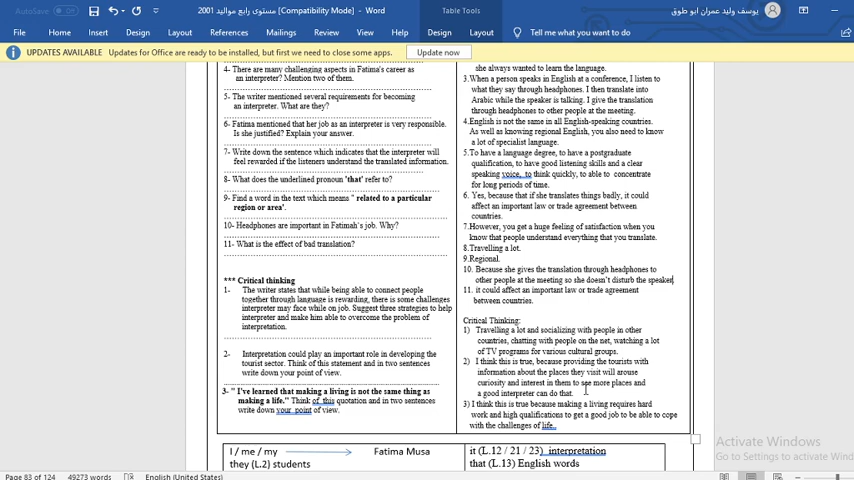 AutoSave Off
مستوى رابع مواليد 2001 [Compatibility Mode] - Word
Table Tools
يوسف وليد عمران ابو طوق
File Home Insert Design Layout References Mailings Review View Help Design Layout Tell me what you want to do
UPDATES AVAILABLE Updates for Office are ready to be installed, but first we need to close some apps. Update now
4- There are many challenging aspects in Fatima's career as
an interpreter? Mention two of them.
5- The writer mentioned several requirements for becoming
an interpreter. What are they?
6- Fatima mentioned that her job as an interpreter is very responsible.
Is she justified? Explain your answer.
7- Write down the sentence which indicates that the interpreter will
feel rewarded if the listeners understand the translated information.
8- What does the underlined pronoun 'that' refer to?
9- Find a word in the text which means " related to a particular
region or area'.
10- Headphones are important in Fatimah's job. Why?
11- What is the effect of bad translation?
*** Critical thinking
1- The writer states that while being able to connect people
together through language is rewarding, there is some challenges
interpreter may face while on job. Suggest three strategies to help
interpreter and make him able to overcome the problem of
interpretation.
2- Interpretation could play an important role in developing the
tourist sector. Think of this statement and in two sentences
write down your point of view.
3- " I've learned that making a living is not the same thing as
making a life." Think of this quotation and in two sentences
write down your point of view.
she always wanted to learn the language.
3.When a person speaks in English at a conference, I listen to
what they say through headphones. I then translate into
Arabic while the speaker is talking. I give the translation
through headphones to other people at the meeting.
4.English is not the same in all English-speaking countries.
As well as knowing regional English, you also need to know
a lot of specialist language.
5.To have a language degree, to have a postgraduate
qualification, to have good listening skills and a clear
speaking voice, to think quickly, to able to concentrate
for long periods of time.
6. Yes, because that if she translates things badly, it could
affect an important law or trade agreement between
countries.
7.However, you get a huge feeling of satisfaction when you
know that people understand everything that you translate.
8.Travelling a lot.
9.Regional.
10. Because she gives the translation through headphones to
other people at the meeting so she doesn't disturb the speaker.
11. it could affect an important law or trade agreement
between countries.
Critical Thinking:
1) Travelling a lot and socializing with people in other
countries, chatting with people on the net, watching a lot
of TV programs for various cultural groups.
2) I think this is true, because providing the tourists with
information about the places they visit will arouse
curiosity and interest in them to see more places and
a good interpreter can do that.
3) I think this is true because making a living requires hard
work and high qualifications to get a good job to be able to cope
with the challenges of life..
I / me / my Fatima Musa
they (L.2) students
it (L.12 / 21 / 23) interpretation
that (L.13) English words
Activate Windows
Go to Settings to activate Wind
Page 83 of 124 49273 words English (United States)